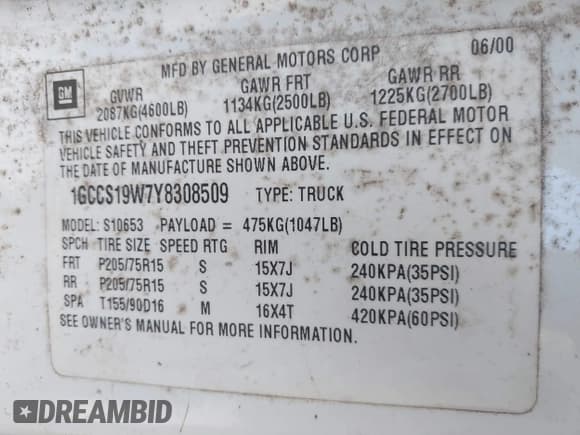 MFD BY GENERAL MOTORS CORP 06/00
GM
GVWR GAWR FRT GAWR RR
2087KG(4600LB) 1134KG(2500LB) 1225KG(2700LB)
THIS VEHICLE CONFORMS TO ALL APPLICABLE U.S. FEDERAL MOTOR
VEHICLE SAFETY AND THEFT PREVENTION STANDARDS IN EFFECT ON
THE DATE OF MANUFACTURE SHOWN ABOVE.
1GCCS19W7Y8308509 TYPE: TRUCK
MODEL: S10653 PAYLOAD = 475KG(1047LB)
SPCH TIRE SIZE SPEED RTG RIM COLD TIRE PRESSURE
FRT P205/75R15 S 15X7J 240KPA(35PSI)
RR P205/75R15 S 15X7J 240KPA(35PSI)
SPA T155/90D16 M 16X4T 420KPA(60PSI)
SEE OWNER'S MANUAL FOR MORE INFORMATION.
DREAMBID